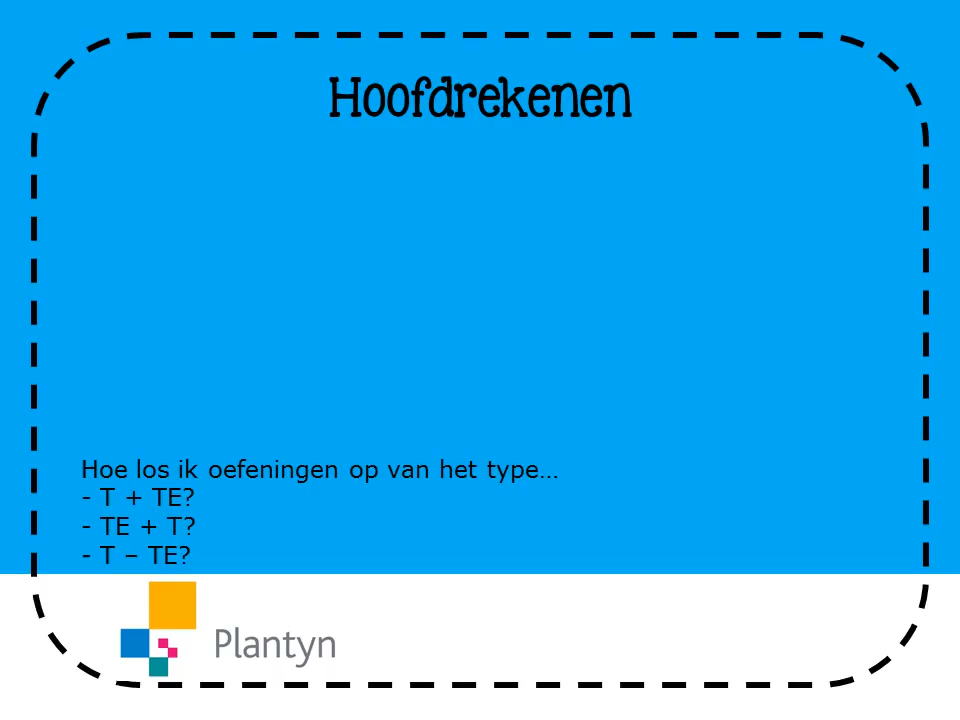 Hoofdrekenen
Hoe los ik oefeningen op van het type…
- T + TE?
- TE + T?
- T – TE?
Plantyn